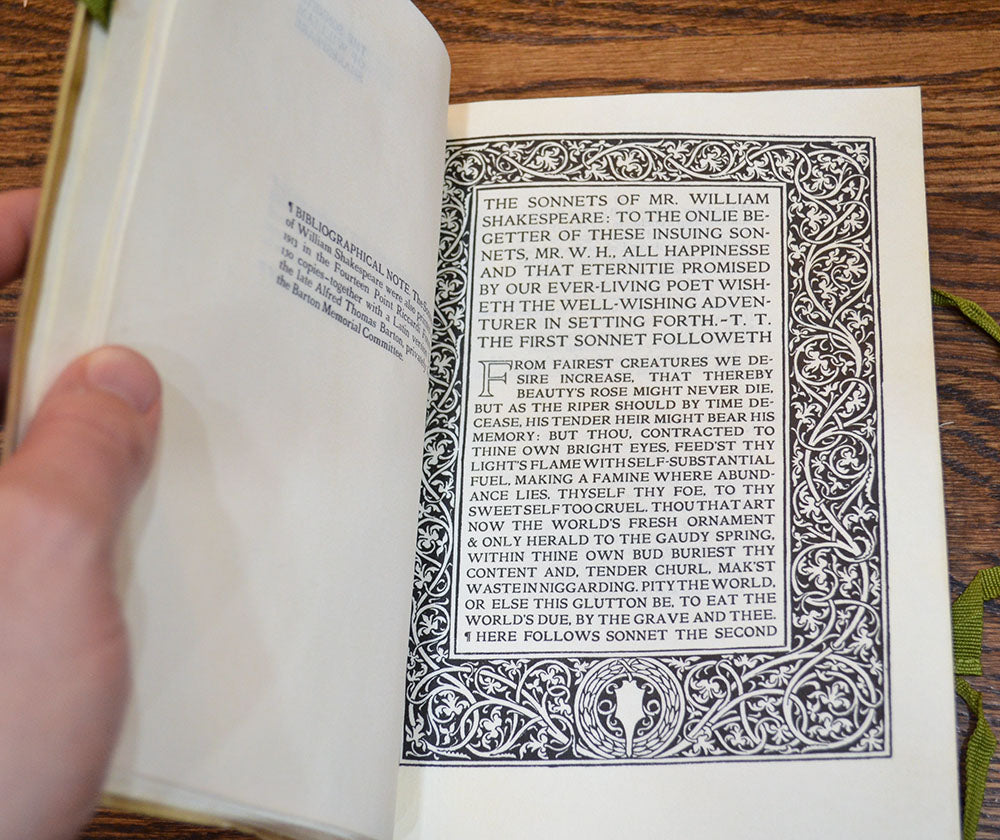 ¶ BIBLIOGRAPHICAL NOTE. The
of William Shakespeare were also
1913 in the Fourteen Point Riccardi
130 copies-together with a Latin
the late Alfred Thomas Barton,
the Barton Memorial Committee.
THE SONNETS OF MR. WILLIAM
SHAKESPEARE: TO THE ONLIE BE-
GETTER OF THESE INSUING SON-
NETS, MR. W. H., ALL HAPPINESSE
AND THAT ETERNITIE PROMISED
BY OUR EVER-LIVING POET WISH-
ETH THE WELL-WISHING ADVEN-
TURER IN SETTING FORTH.-T. T.
THE FIRST SONNET FOLLOWETH
FROM FAIREST CREATURES WE DE-
SIRE INCREASE, THAT THEREBY
BEAUTY'S ROSE MIGHT NEVER DIE,
BUT AS THE RIPER SHOULD BY TIME DE-
CEASE, HIS TENDER HEIR MIGHT BEAR HIS
MEMORY: BUT THOU, CONTRACTED TO
THINE OWN BRIGHT EYES, FEED'ST THY
LIGHT'S FLAME WITH SELF-SUBSTANTIAL
FUEL, MAKING A FAMINE WHERE ABUND-
ANCE LIES, THYSELF THY FOE, TO THY
SWEET SELF TOO CRUEL. THOU THAT ART
NOW THE WORLD'S FRESH ORNAMENT
& ONLY HERALD TO THE GAUDY SPRING,
WITHIN THINE OWN BUD BURIEST THY
CONTENT AND, TENDER CHURL, MAK'ST
WASTE IN NIGGARDING. PITY THE WORLD,
OR ELSE THIS GLUTTON BE, TO EAT THE
WORLD'S DUE, BY THE GRAVE AND THEE.
¶ HERE FOLLOWS SONNET THE SECOND